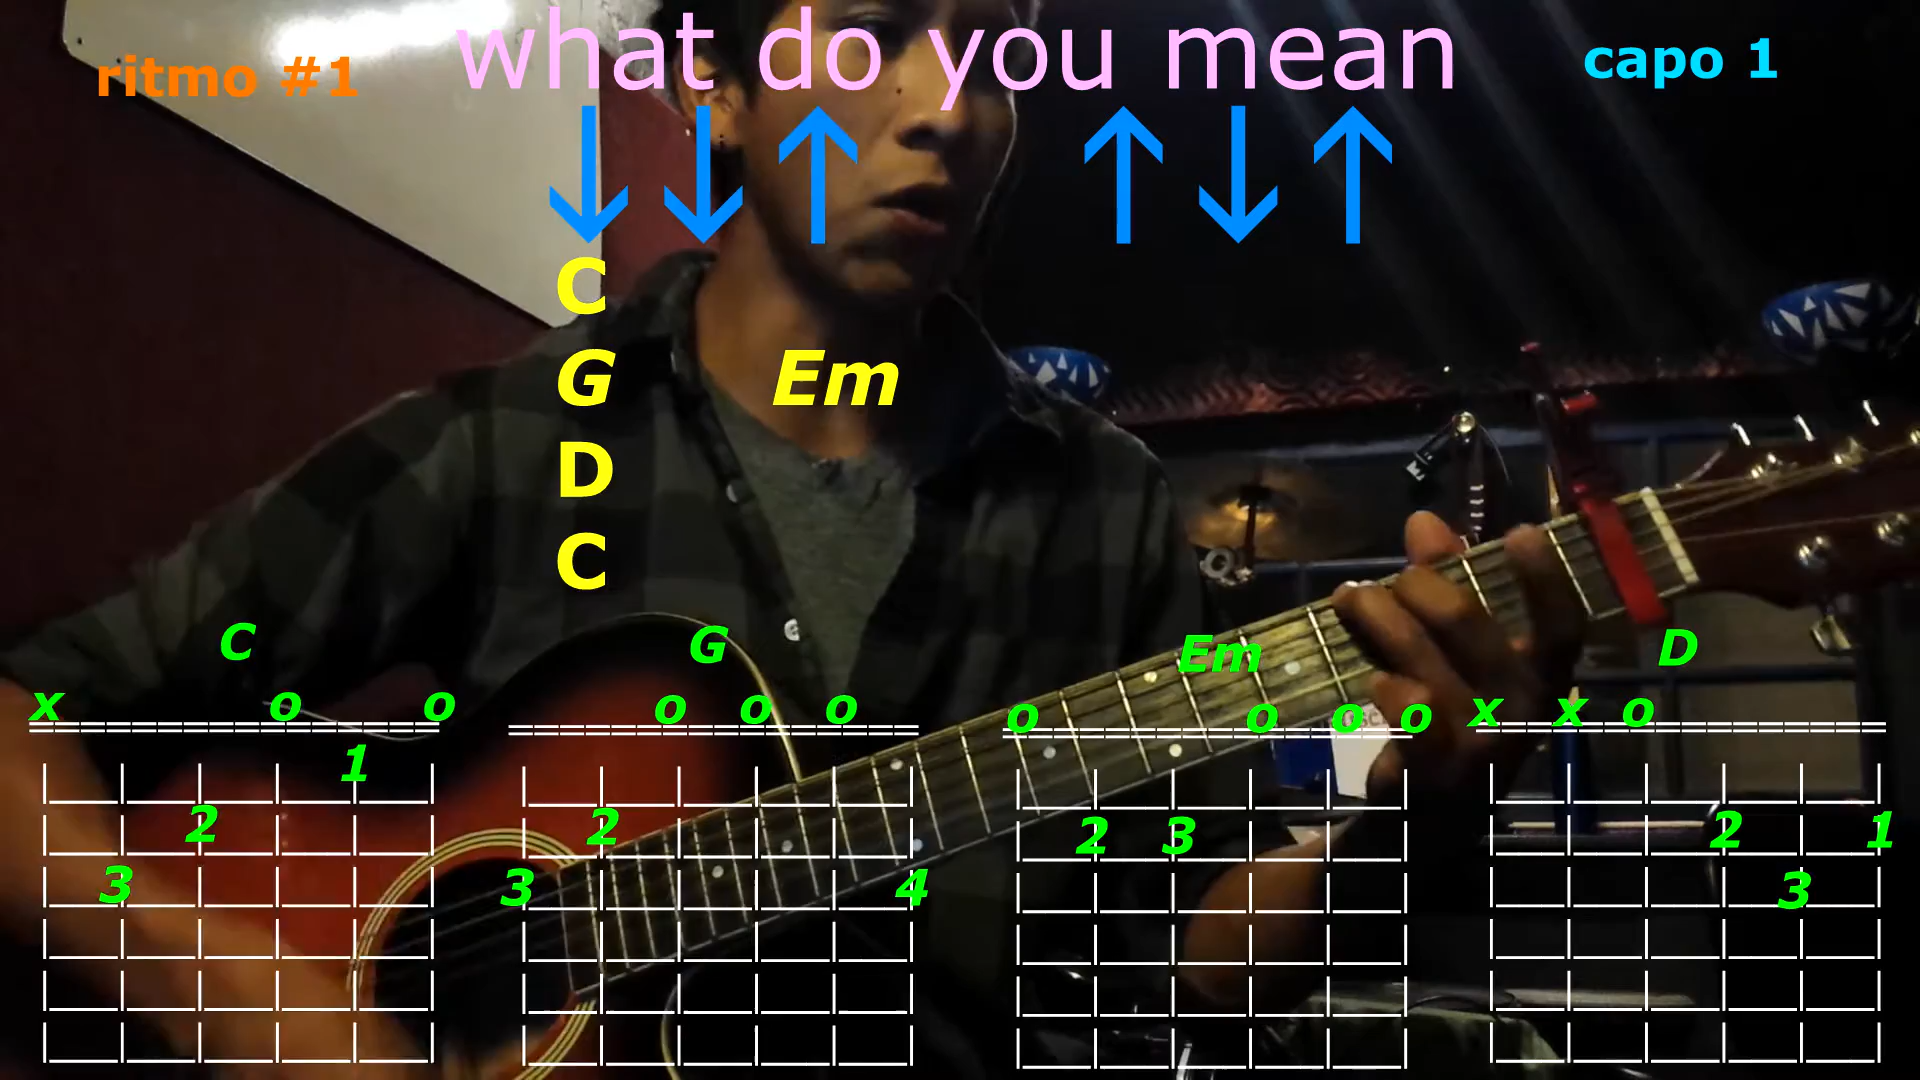 what do you mean
ritmo #1
capo 1
↓ ↓ ↑ ↑ ↓ ↑
C
G Em
D
C
C G Em D
x o o o o o o o o o x x o
1
2 2 2 3 2 1
3 3 4 3